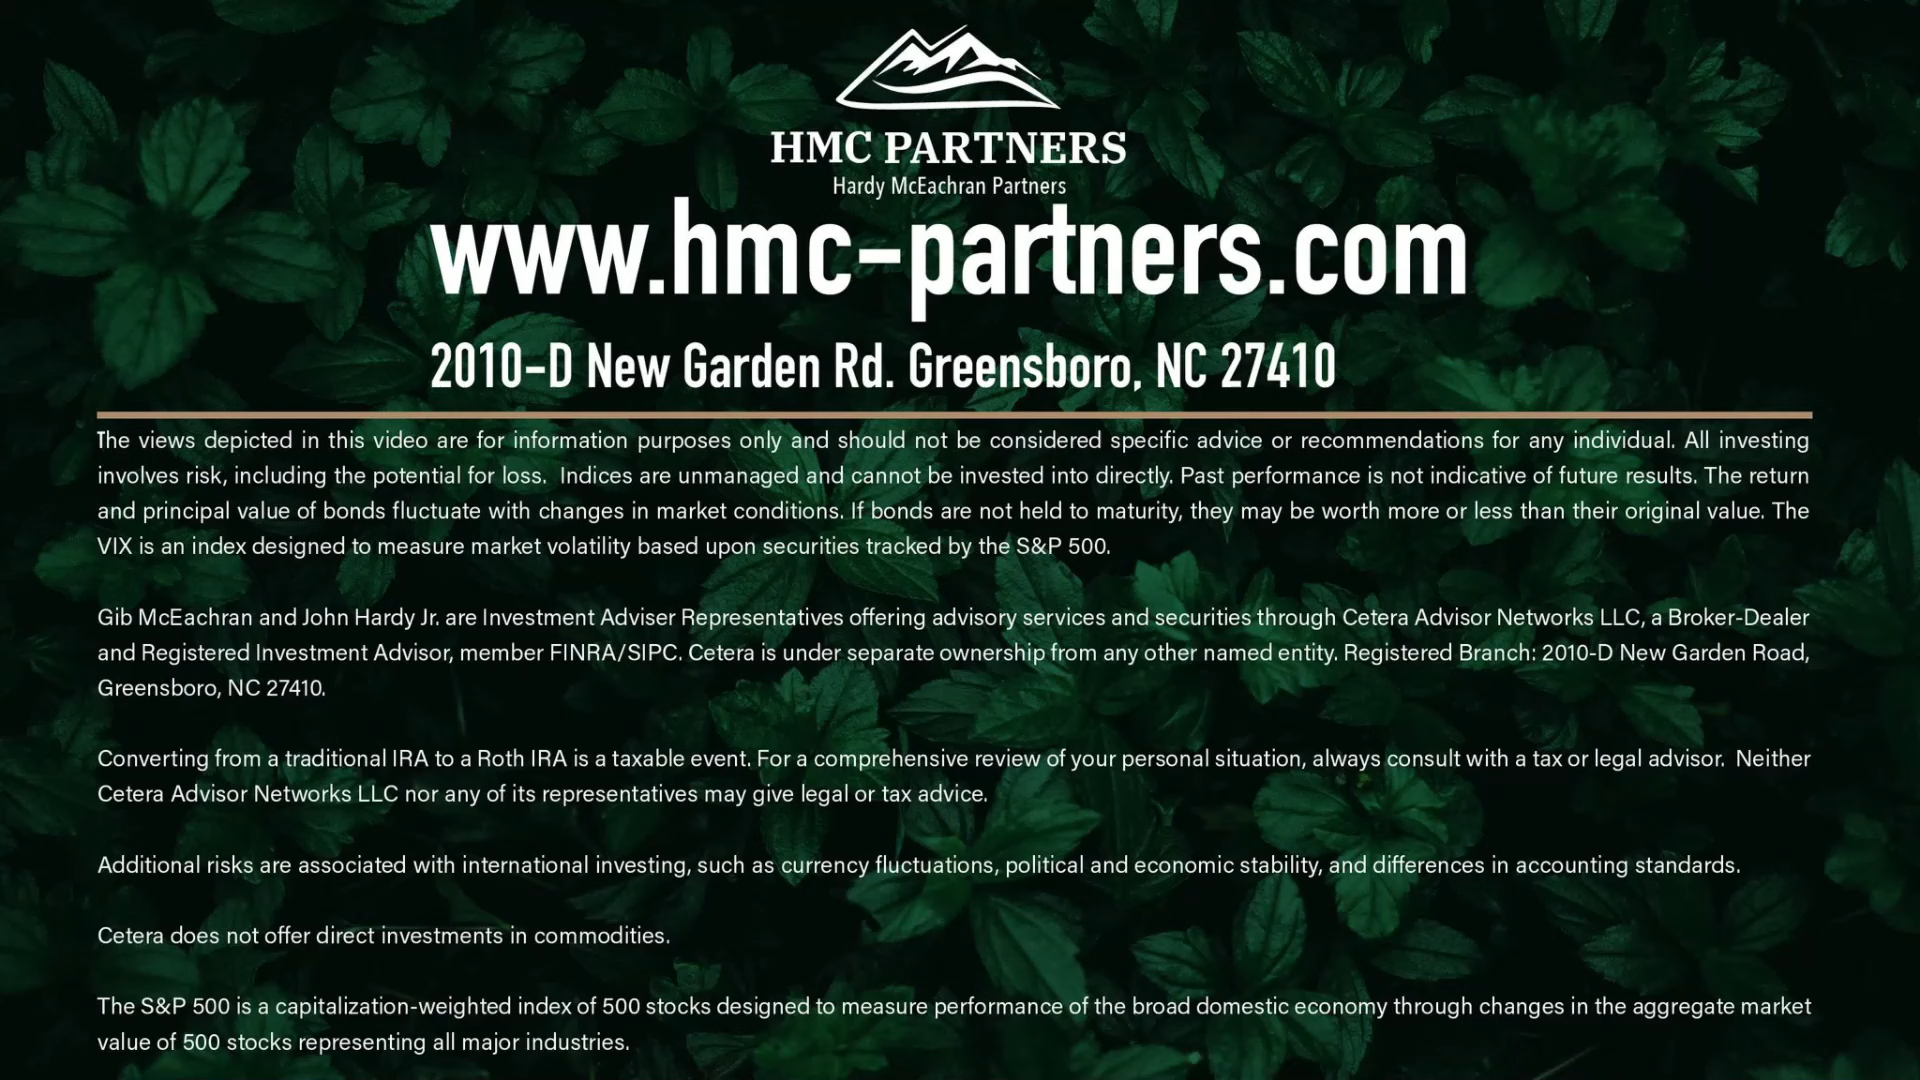 HMC PARTNERS
Hardy McEachran Partners
www.hmc-partners.com
2010-D New Garden Rd. Greensboro, NC 27410
The views depicted in this video are for information purposes only and should not be considered specific advice or recommendations for any individual. All investing
involves risk, including the potential for loss.  Indices are unmanaged and cannot be invested into directly. Past performance is not indicative of future results. The return
and principal value of bonds fluctuate with changes in market conditions. If bonds are not held to maturity, they may be worth more or less than their original value. The
VIX is an index designed to measure market volatility based upon securities tracked by the S&P 500.
Gib McEachran and John Hardy Jr. are Investment Adviser Representatives offering advisory services and securities through Cetera Advisor Networks LLC, a Broker-Dealer
and Registered Investment Advisor, member FINRA/SIPC. Cetera is under separate ownership from any other named entity. Registered Branch: 2010-D New Garden Road,
Greensboro, NC 27410.
Converting from a traditional IRA to a Roth IRA is a taxable event. For a comprehensive review of your personal situation, always consult with a tax or legal advisor.  Neither
Cetera Advisor Networks LLC nor any of its representatives may give legal or tax advice.
Additional risks are associated with international investing, such as currency fluctuations, political and economic stability, and differences in accounting standards.
Cetera does not offer direct investments in commodities.
The S&P 500 is a capitalization-weighted index of 500 stocks designed to measure performance of the broad domestic economy through changes in the aggregate market
value of 500 stocks representing all major industries.